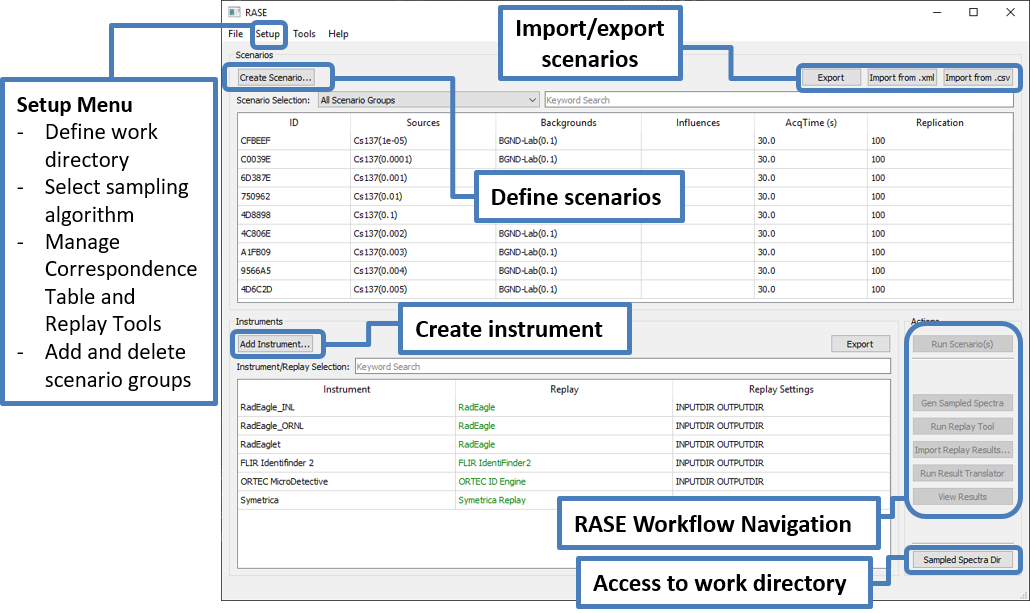 RASE
File Setup Tools Help
Scenarios
Create Scenario...
Import/export
scenarios
Export Import from .xml Import from .csv
Scenario Selection: All Scenario Groups Keyword Search
ID Sources Backgrounds Influences AcqTime (s) Replication
CFBEEF Cs137(1e-05) BGND-Lab(0.1) 30.0 100
C0039E Cs137(0.0001) BGND-Lab(0.1) 30.0 100
6D387E Cs137(0.001) 30.0 100
750962 Cs137(0.01) 30.0 100
4D8898 Cs137(0.1) 30.0 100
4C806E Cs137(0.002) BGND-Lab(0.1) 30.0 100
A1FB09 Cs137(0.003) BGND-Lab(0.1) 30.0 100
9566A5 Cs137(0.004) BGND-Lab(0.1) 30.0 100
4D6C2D Cs137(0.005) BGND-Lab(0.1) 30.0 100
Define scenarios
Setup Menu
- Define work
directory
- Select sampling
algorithm
- Manage
Correspondence
Table and
Replay Tools
- Add and delete
scenario groups
Instruments
Add Instrument...
Create instrument
Export
Instrument/Replay Selection: Keyword Search
Instrument Replay Replay Settings
RadEagle_INL RadEagle INPUTDIR OUTPUTDIR
RadEagle_ORNL RadEagle INPUTDIR OUTPUTDIR
RadEaglet RadEagle INPUTDIR OUTPUTDIR
FLIR Identifinder 2 FLIR IdentiFinder2 INPUTDIR OUTPUTDIR
ORTEC MicroDetective ORTEC ID Engine INPUTDIR OUTPUTDIR
Symetrica Symetrica Replay
Actions
Run Scenario(s)
Gen Sampled Spectra
Run Replay Tool
Import Replay Results...
Run Result Translator
View Results
RASE Workflow Navigation
Sampled Spectra Dir
Access to work directory